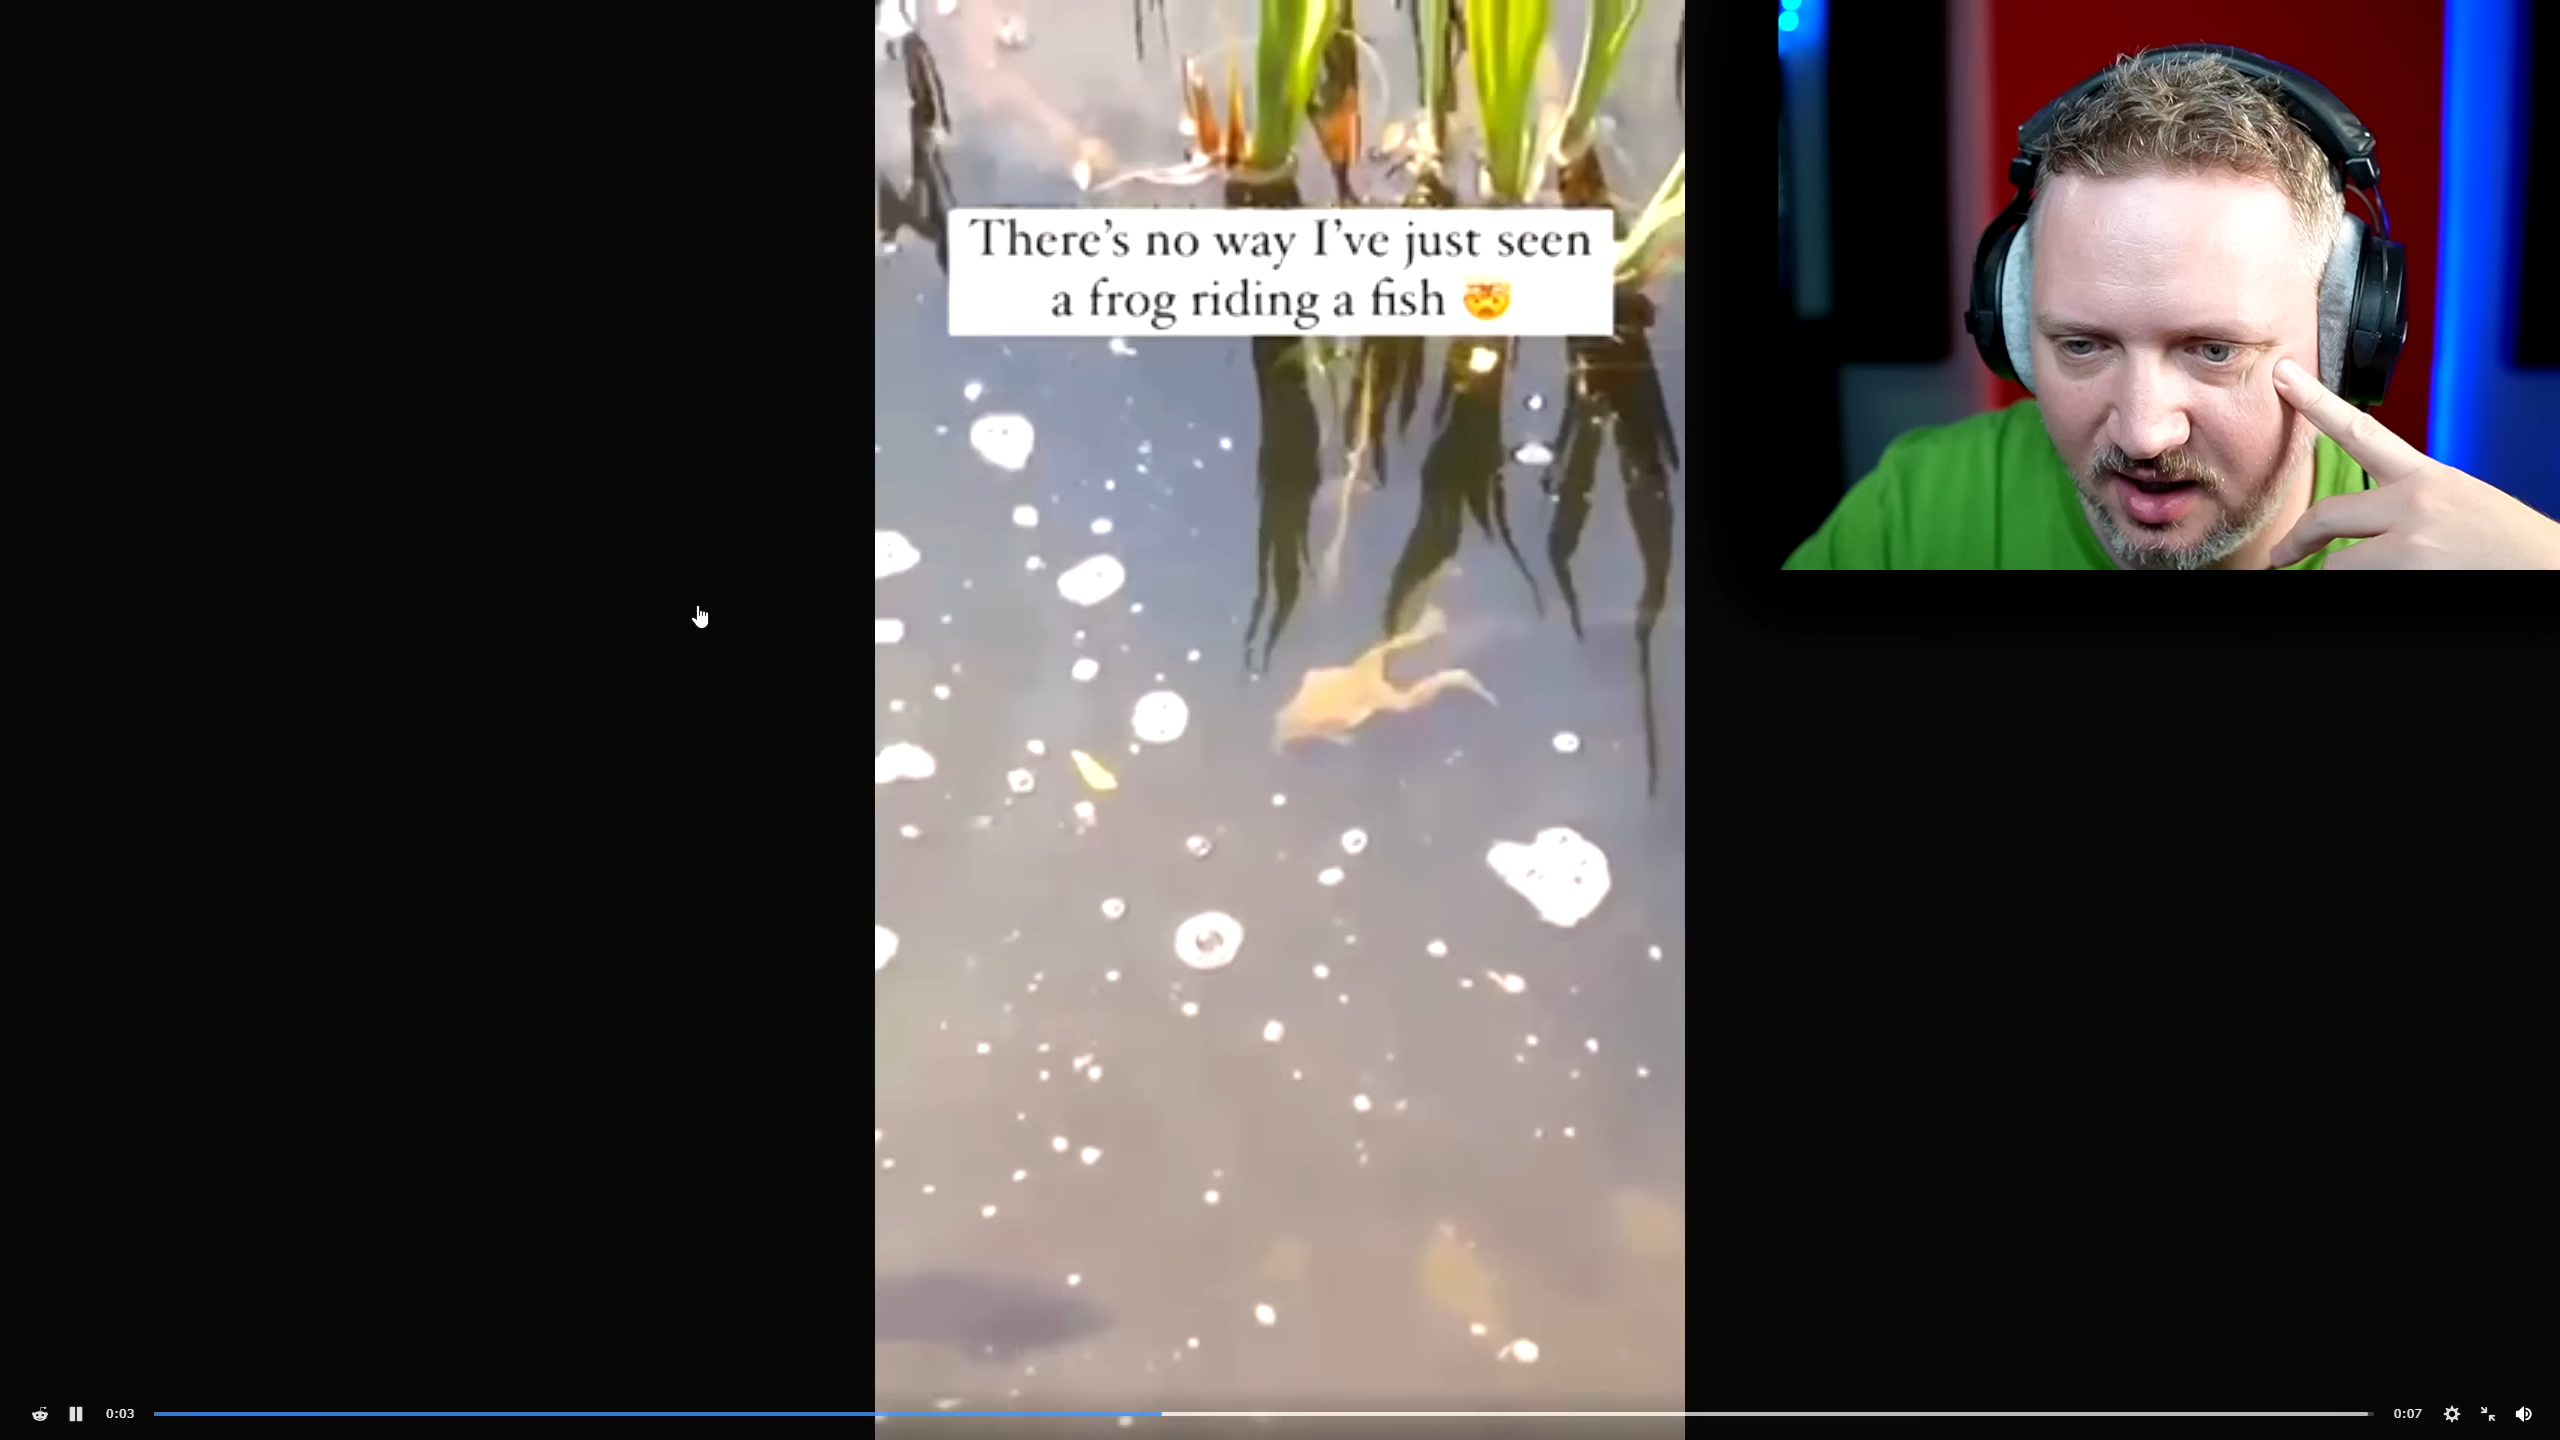 There's no way I've just seen
a frog riding a fish 🤯
0:03
0:07